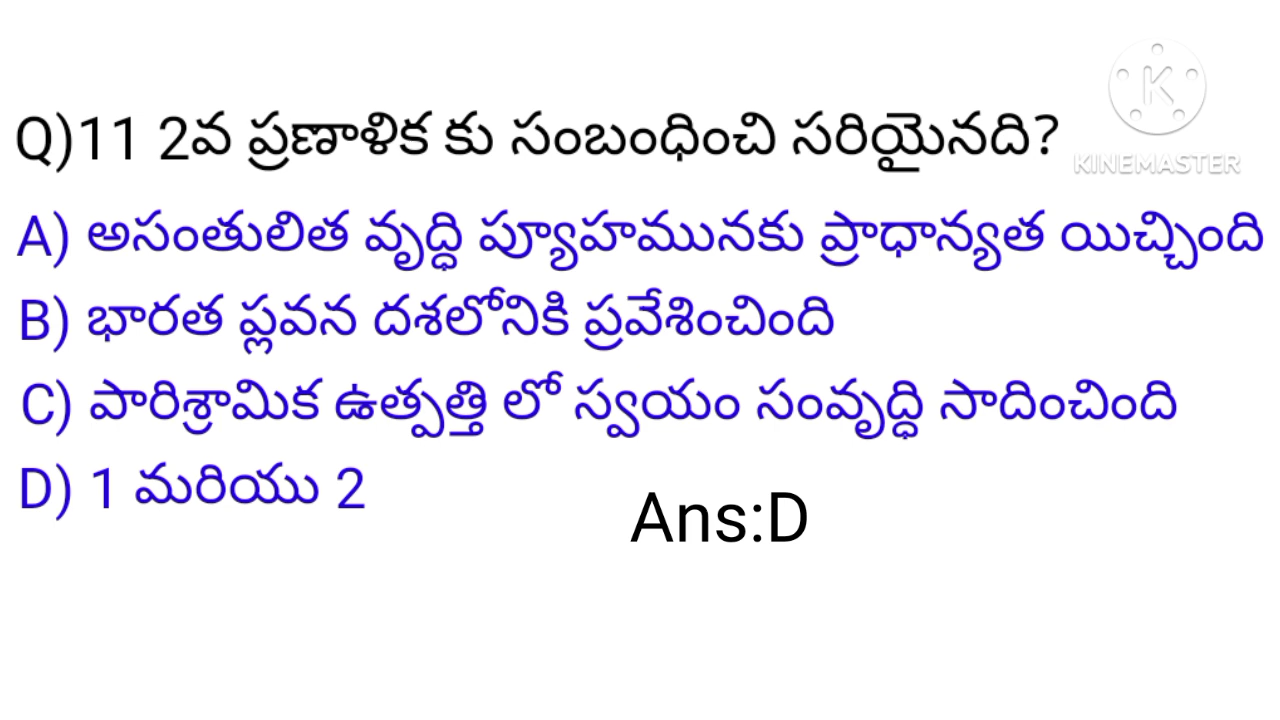 Q)11 2వ ప్రణాళిక కు సంబంధించి సరియైనది?
KINEMASTER
A) అసంతులిత వృద్ధి ప్యూహమునకు ప్రాధాన్యత యిచ్చింది
B) భారత ప్లవన దశలోనికి ప్రవేశించింది
C) పారిశ్రామిక ఉత్పత్తి లో స్వయం సంవృద్ధి సాదించింది
D) 1 మరియు 2
Ans:D